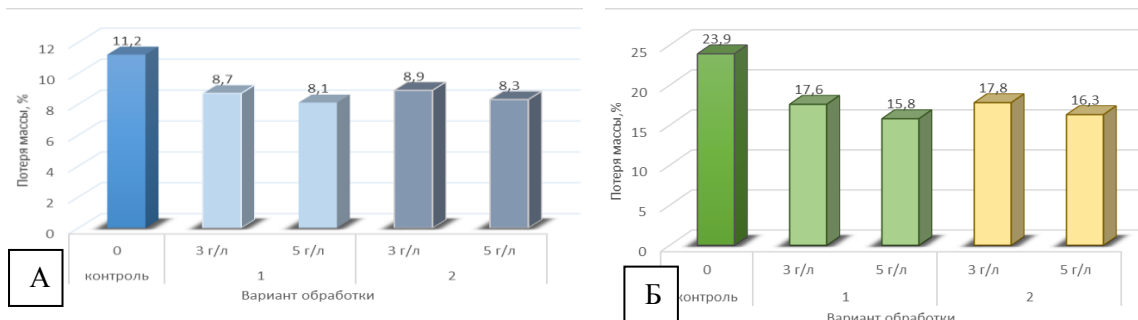 Потеря массы, %
12
10
8
6
4
2
0
11,2
8,7
8,1
8,9
8,3
0
3 г/л
5 г/л
3 г/л
5 г/л
контроль
1
2
Вариант обработки
А
Потеря массы,%
25
20
15
10
5
0
23,9
17,6
15,8
17,8
16,3
0
3 г/л
5 г/л
3 г/л
5 г/л
контроль
1
2
Вариант обработки
Б